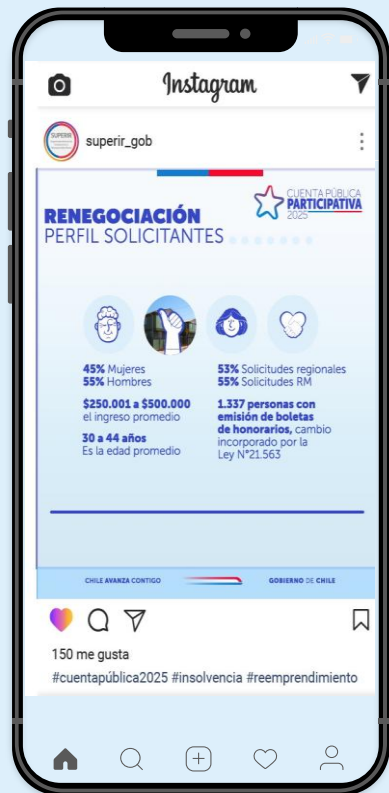 Instagram
SUPERIR
superir_gob
CUENTA PÚBLICA
PARTICIPATIVA
2025
RENEGOCIACIÓN
PERFIL SOLICITANTES
45% Mujeres
55% Hombres
$250.001 a $500.000
el ingreso promedio
30 a 44 años
Es la edad promedio
53% Solicitudes regionales
55% Solicitudes RM
1.337 personas con
emisión de boletas
de honorarios, cambio
incorporado por la
Ley N°21.563
CHILE AVANZA CONTIGO
GOBIERNO DE CHILE
150 me gusta
#cuentapública2025 #insolvencia #reemprendimiento